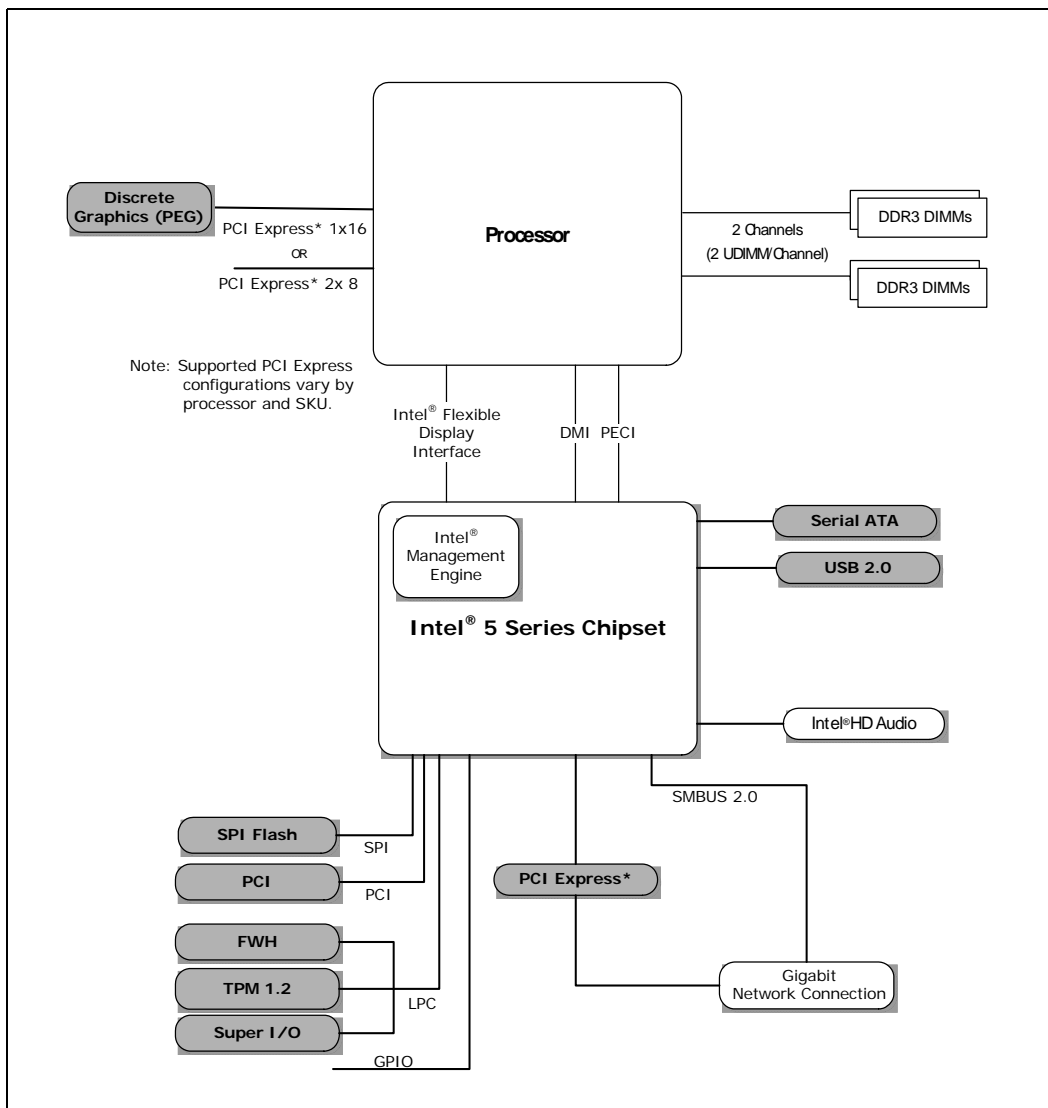 Discrete
Graphics (PEG)
PCI Express* 1x16
OR
PCI Express* 2x 8
Processor
2 Channels
(2 UDIMM/Channel)
DDR3 DIMMs
DDR3 DIMMs
Note: Supported PCI Express
configurations vary by
processor and SKU.
Intel® Flexible
Display
Interface
DMI
PECI
Intel®
Management
Engine
Intel® 5 Series Chipset
Serial ATA
USB 2.0
Intel®HD Audio
SMBUS 2.0
SPI Flash
SPI
PCI
PCI
PCI Express*
FWH
TPM 1.2
LPC
Super I/O
GPIO
Gigabit
Network Connection